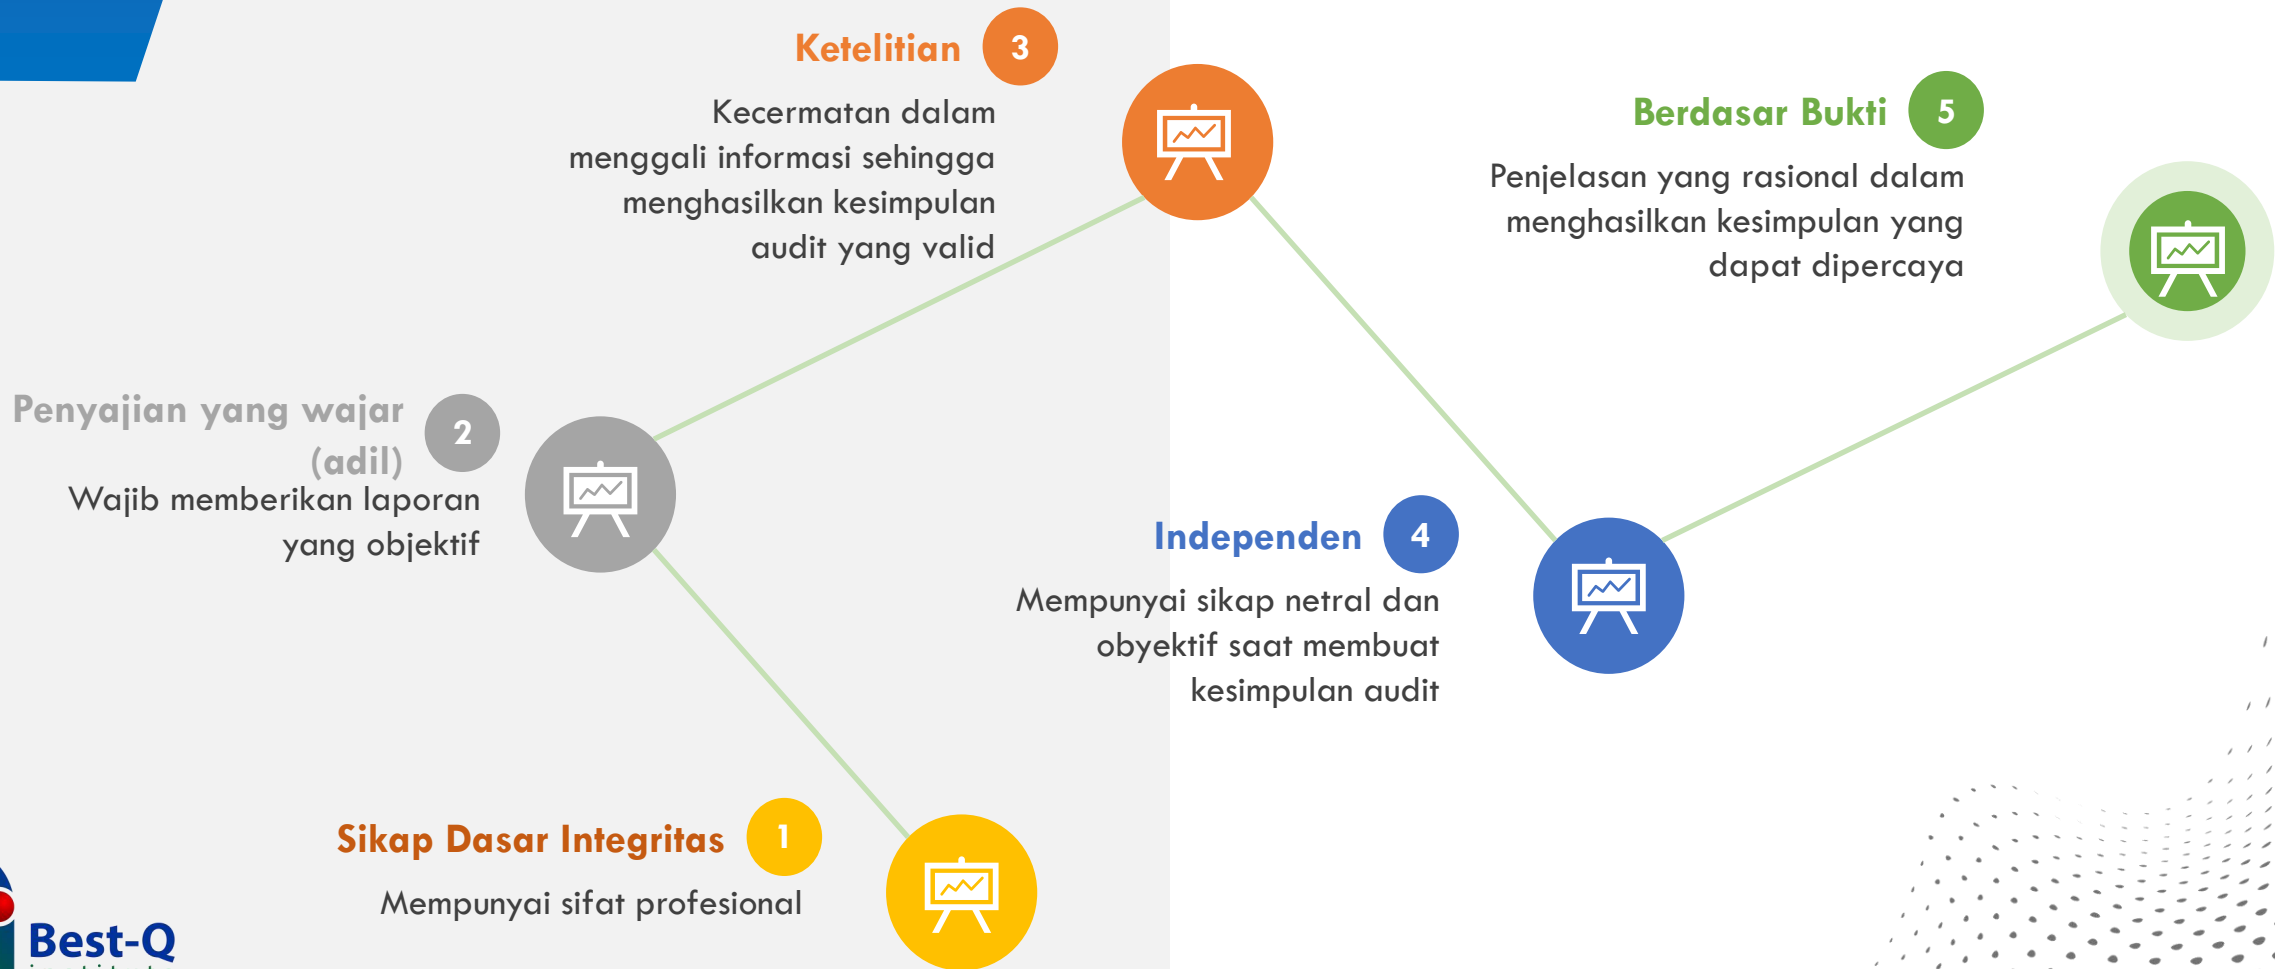 Ketelitian 3
Kecermatan dalam
menggali informasi sehingga
menghasilkan kesimpulan
audit yang valid
Berdasar Bukti 5
Penjelasan yang rasional dalam
menghasilkan kesimpulan yang
dapat dipercaya
Penyajian yang wajar
(adil)
2
Wajib memberikan laporan
yang objektif
Independen 4
Mempunyai sikap netral dan
obyektif saat membuat
kesimpulan audit
Sikap Dasar Integritas 1
Mempunyai sifat profesional
Best-Q